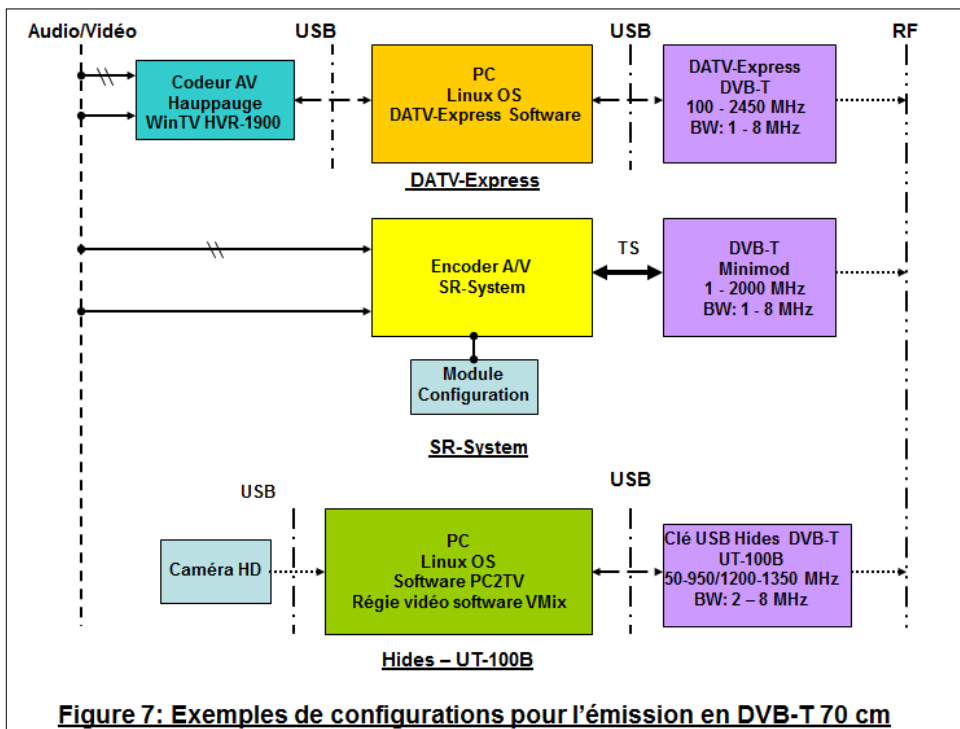 Audio/Vidéo
USB
USB
RF
Codeur AV
Hauppauge
WinTV HVR-1900
PC
Linux OS
DATV-Express Software
DATV-Express
DVB-T
100 - 2450 MHz
BW: 1 - 8 MHz
DATV-Express
Encoder A/V
SR-System
TS
DVB-T
Minimod
1 - 2000 MHz
BW: 1 - 8 MHz
Module
Configuration
SR-System
USB
USB
Caméra HD
PC
Linux OS
Software PC2TV
Régie vidéo software VMix
Clé USB Hides DVB-T
UT-100B
50-950/1200-1350 MHz
BW: 2 – 8 MHz
Hides – UT-100B
Figure 7: Exemples de configurations pour l’émission en DVB-T 70 cm